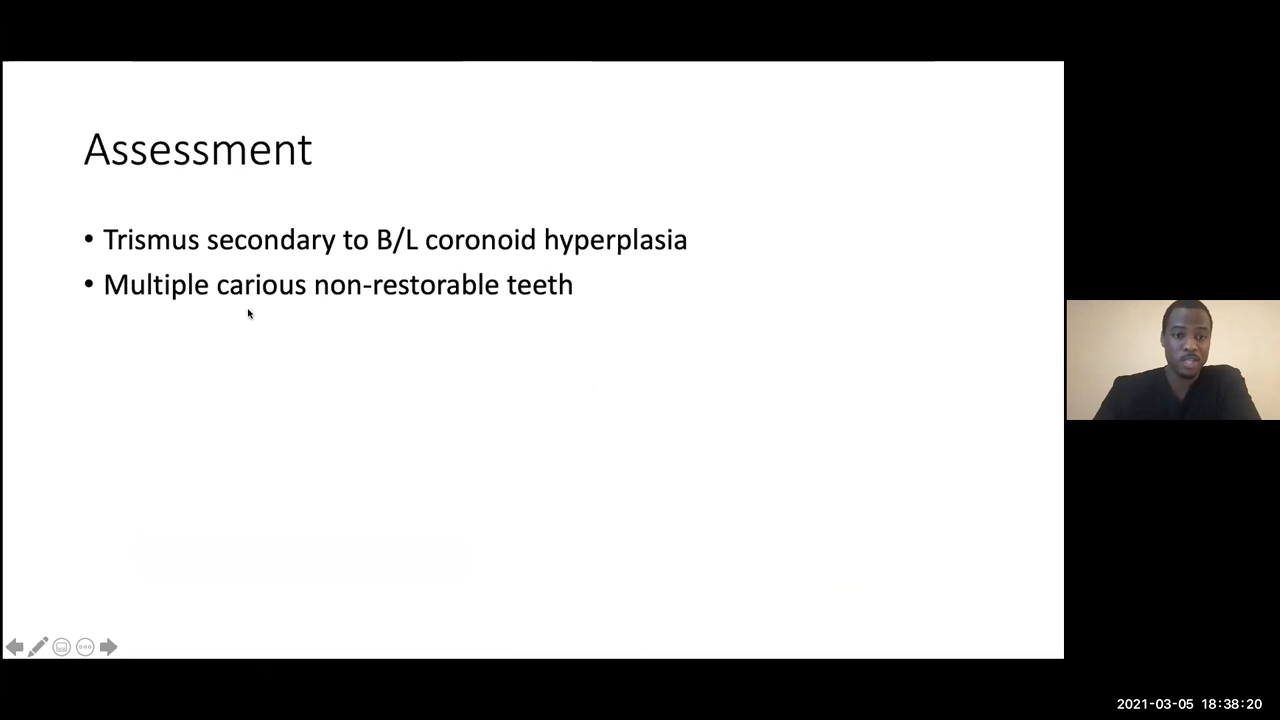 Assessment
• Trismus secondary to B/L coronoid hyperplasia
• Multiple carious non-restorable teeth
2021-03-05 18:38:20